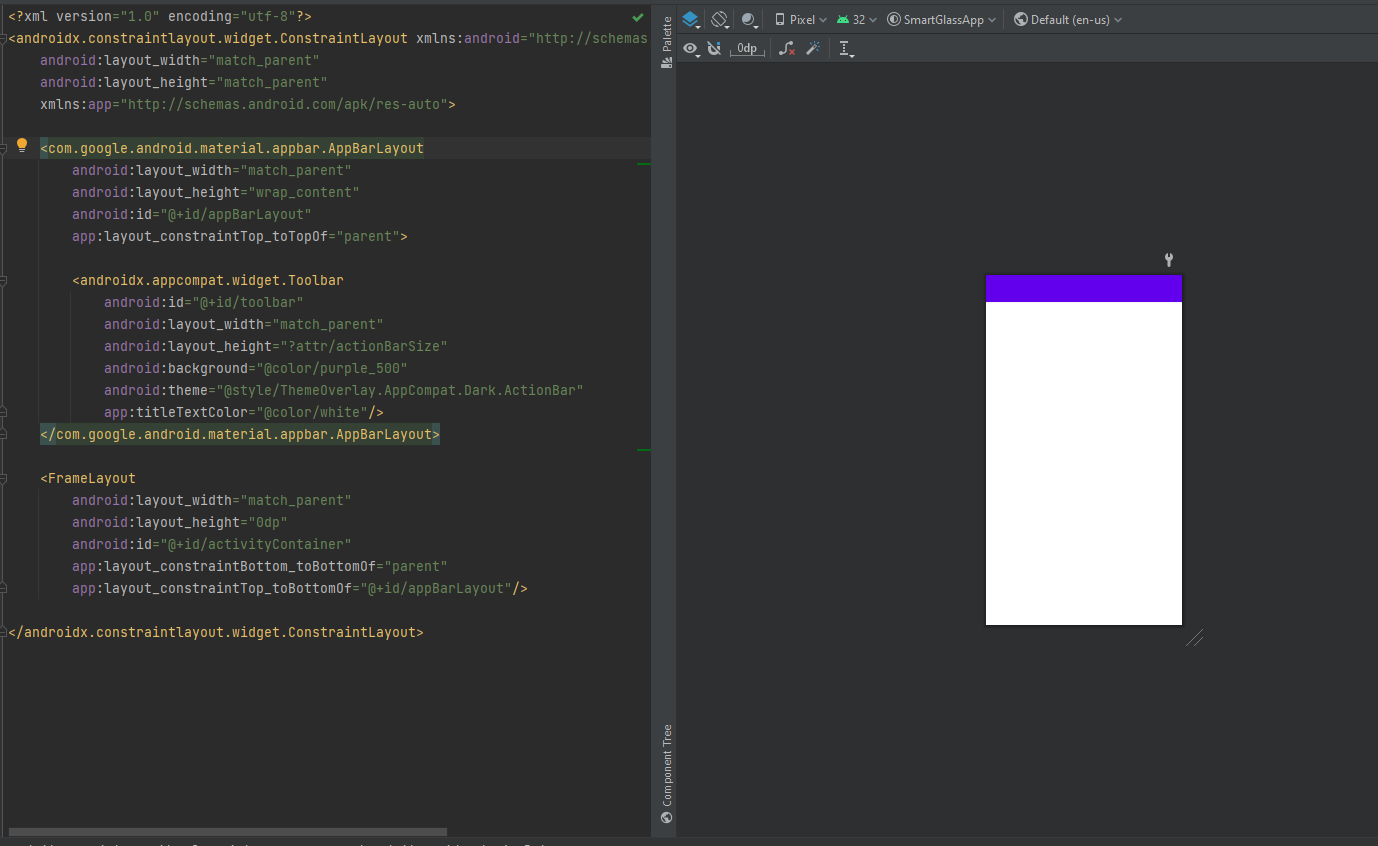 <?xml version="1.0" encoding="utf-8"?>
<androidx.constraintlayout.widget.ConstraintLayout xmlns:android="http://schemas
    android:layout_width="match_parent"
    android:layout_height="match_parent"
    xmlns:app="http://schemas.android.com/apk/res-auto">
    <com.google.android.material.appbar.AppBarLayout
        android:layout_width="match_parent"
        android:layout_height="wrap_content"
        android:id="@+id/appBarLayout"
        app:layout_constraintTop_toTopOf="parent">
        <androidx.appcompat.widget.Toolbar
            android:id="@+id/toolbar"
            android:layout_width="match_parent"
            android:layout_height="?attr/actionBarSize"
            android:background="@color/purple_500"
            android:theme="@style/ThemeOverlay.AppCompat.Dark.ActionBar"
            app:titleTextColor="@color/white"/>
    </com.google.android.material.appbar.AppBarLayout>
    <FrameLayout
        android:layout_width="match_parent"
        android:layout_height="0dp"
        android:id="@+id/activityContainer"
        app:layout_constraintBottom_toBottomOf="parent"
        app:layout_constraintTop_toBottomOf="@+id/appBarLayout"/>
</androidx.constraintlayout.widget.ConstraintLayout>
Palette
Component Tree
Pixel 32 SmartGlassApp Default (en-us)
0dp